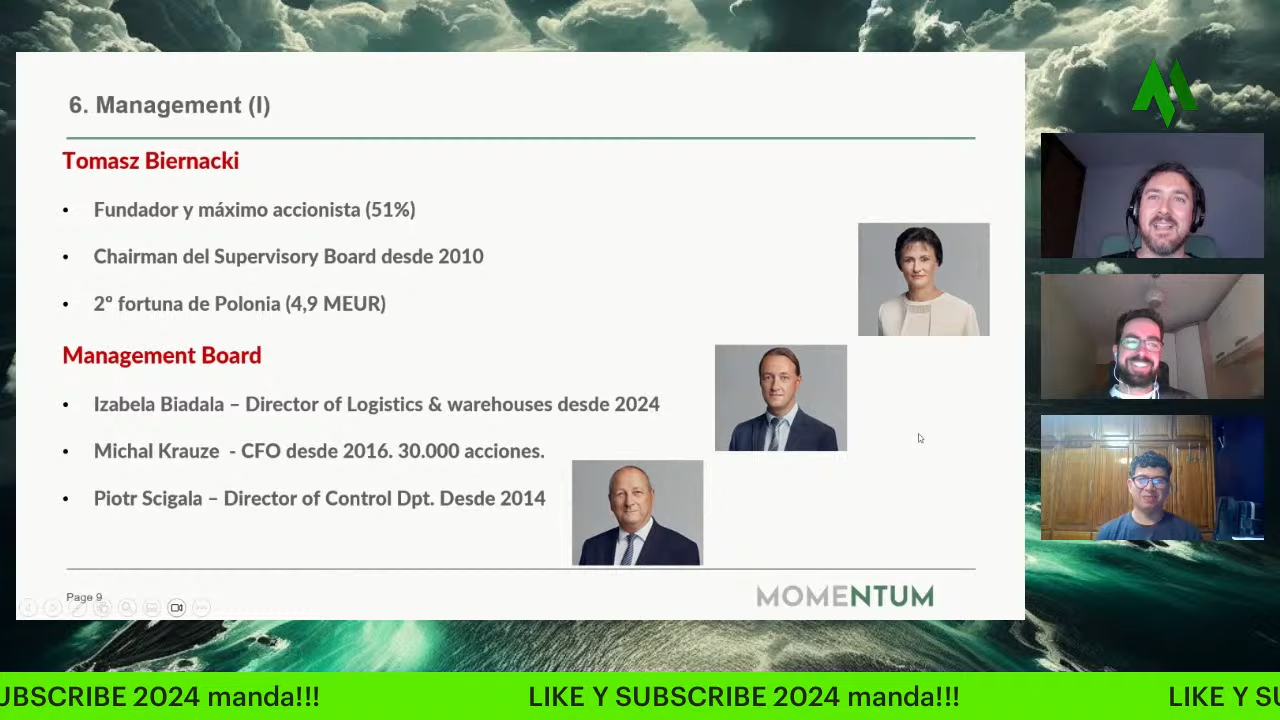 6. Management (I)
Tomasz Biernacki
• Fundador y máximo accionista (51%)
• Chairman del Supervisory Board desde 2010
• 2º fortuna de Polonia (4,9 MEUR)
Management Board
• Izabela Biadala – Director of Logistics & warehouses desde 2024
• Michal Krauze - CFO desde 2016. 30.000 acciones.
• Piotr Scigala – Director of Control Dpt. Desde 2014
Page 9
MOMENTUM
UBSCRIBE 2024 manda!!! LIKE Y SUBSCRIBE 2024 manda!!! LIKE Y SU